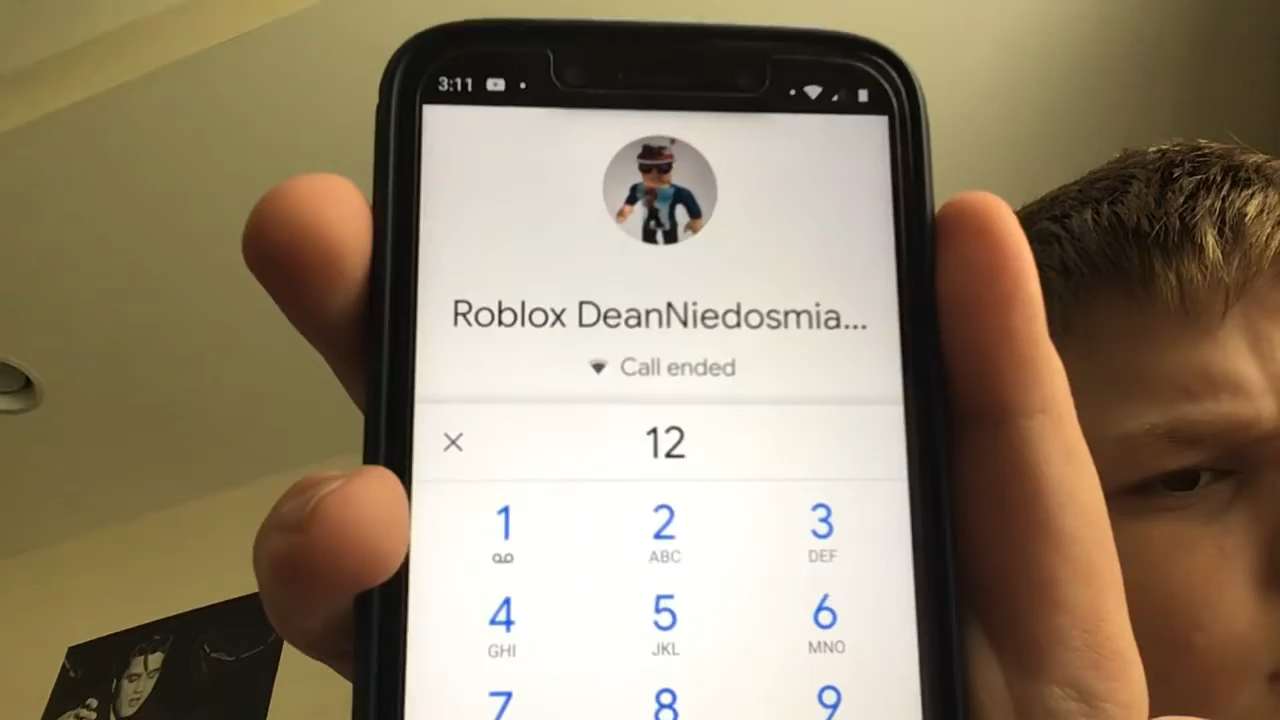 3:11
Roblox DeanNiedosmia...
Call ended
12
1 2 3
ABC DEF
4 5 6
GHI JKL MNO
7 8 9